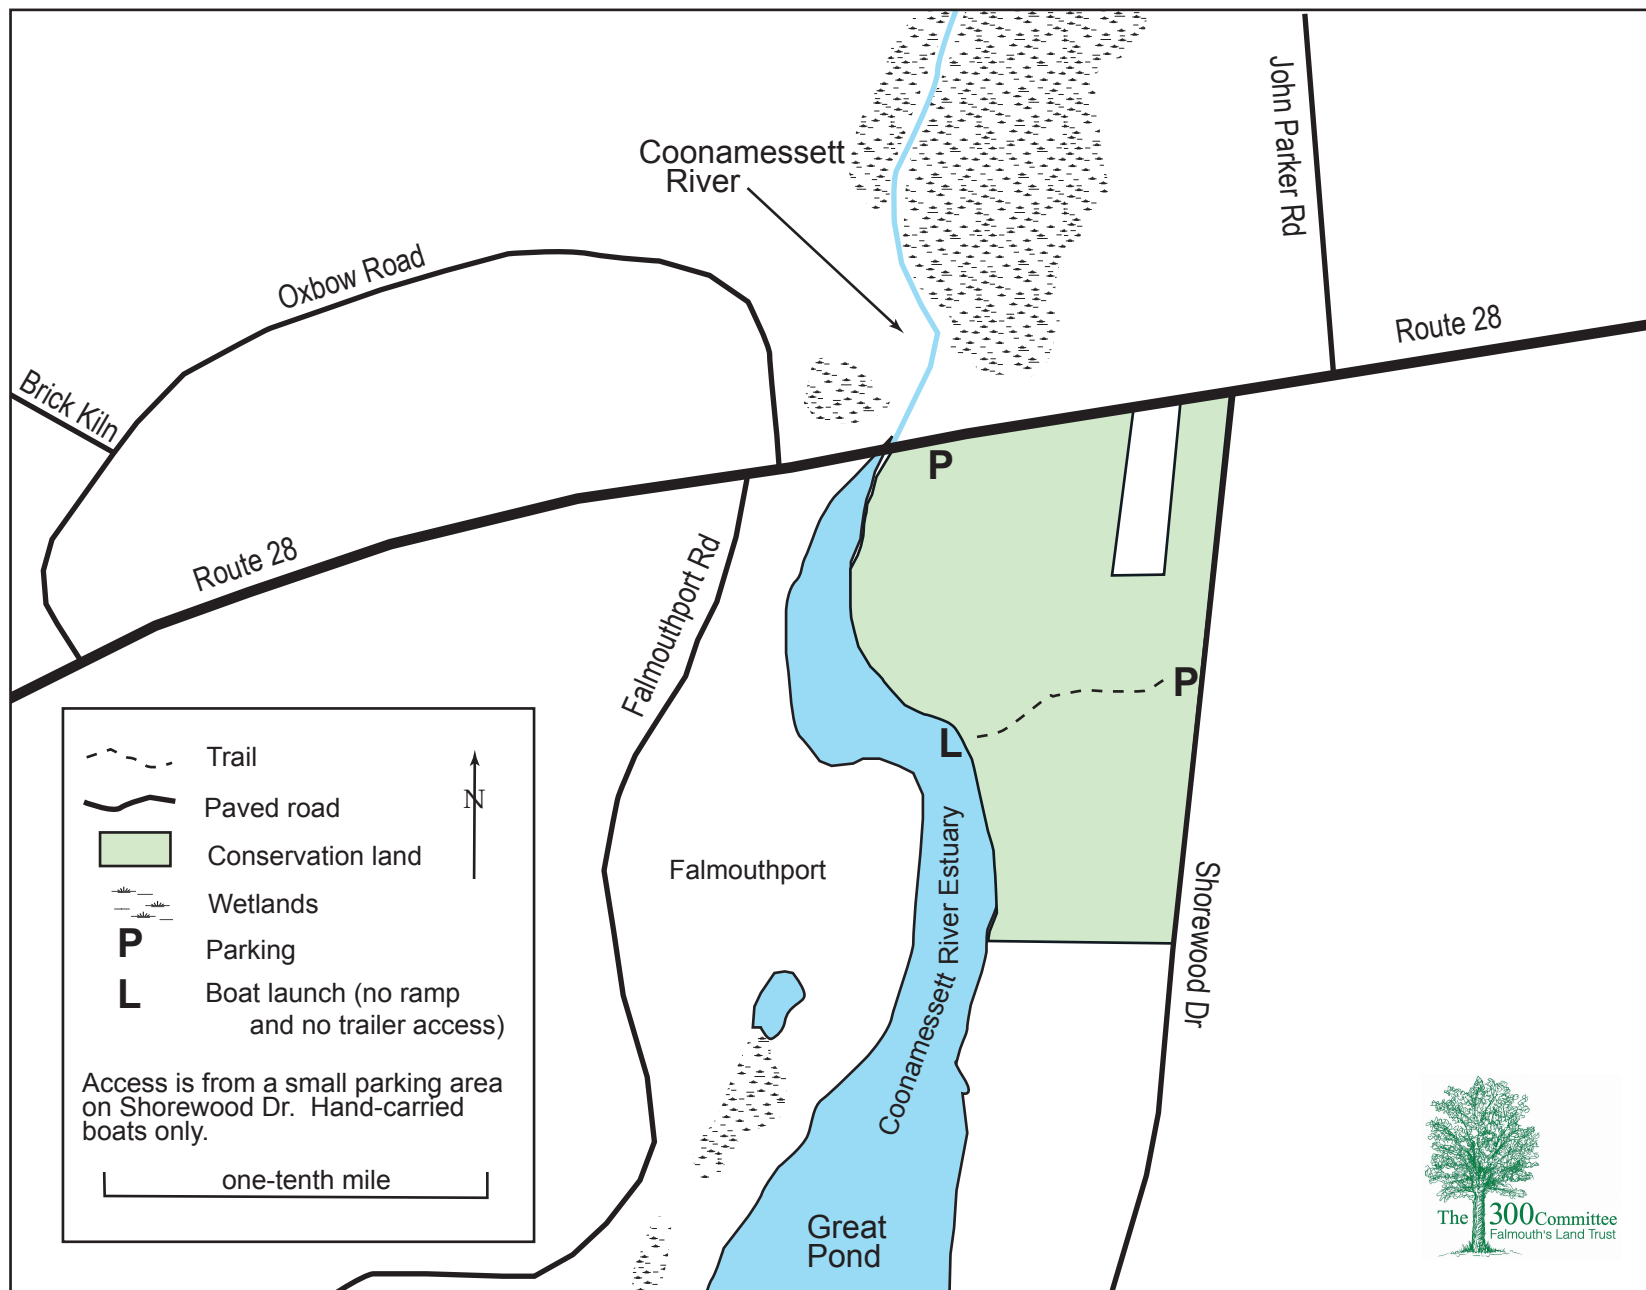 Coonamessett
River
John Parker Rd
Oxbow Road
Route 28
Brick Kiln
P
Route 28
Falmouthport Rd
P
L
Trail
N
Paved road
Conservation land
Wetlands
P
Parking
L
Boat launch (no ramp
and no trailer access)
Access is from a small parking area
on Shorewood Dr.  Hand-carried
boats only.
one-tenth mile
Falmouthport
Coonamessett River Estuary
Shorewood Dr
Great
Pond
The 300 Committee
Falmouth's Land Trust